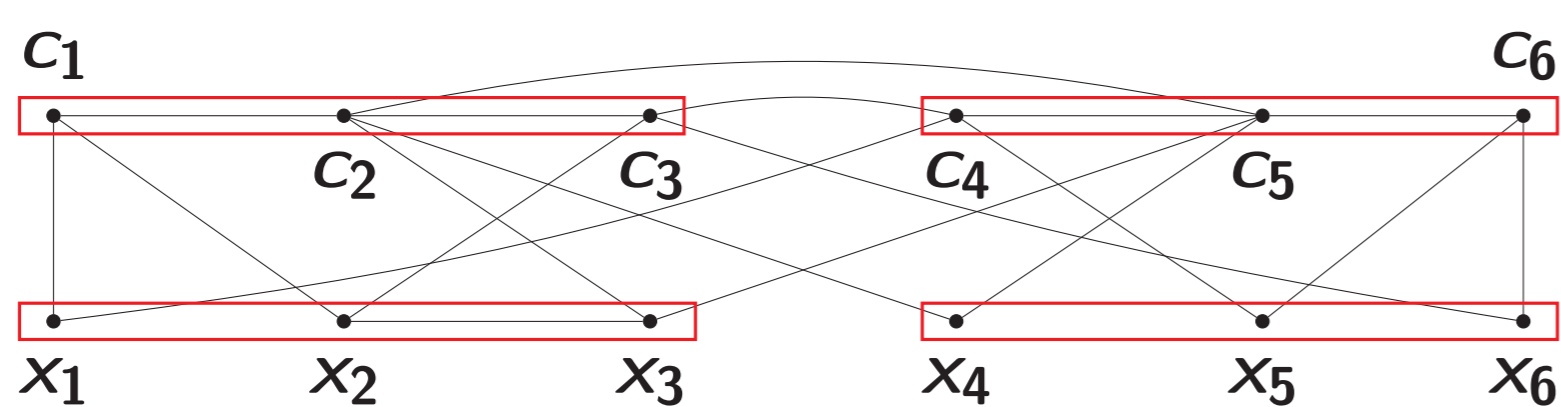 c₁ c₆
c₂ c₃ c₄ c₅
x₁ x₂ x₃ x₄ x₅ x₆